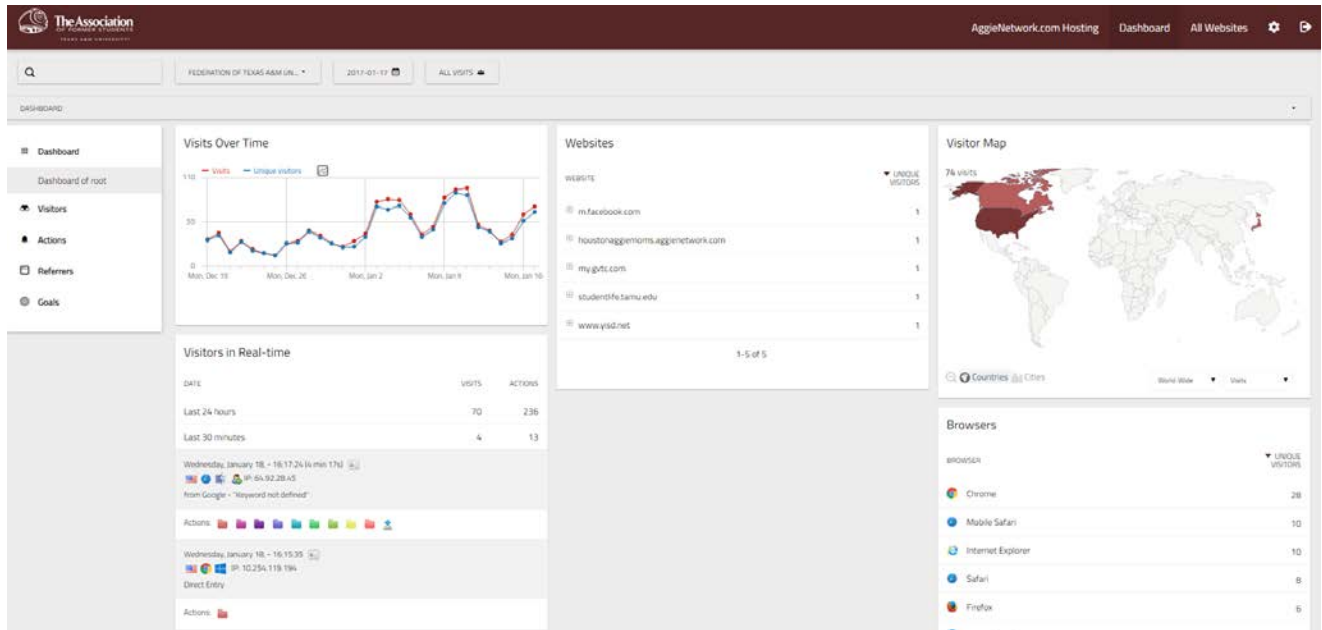 The Association
OF FORMER STUDENTS
TEXAS A&M UNIVERSITY
AggieNetwork.com Hosting
Dashboard
All Websites
FEDERATION OF TEXAS A&M UN...
2017-01-17
ALL VISITS
DASHBOARD
Dashboard
Dashboard of root
Visitors
Actions
Referrers
Goals
Visits Over Time
Visits
Unique visitors
110
55
0
Mon, Dec 19
Mon, Dec 26
Mon, Jan 2
Mon, Jan 9
Mon, Jan 16
Visitors in Real-time
DATE VISITS ACTIONS
Last 24 hours 70 236
Last 30 minutes 4 13
Wednesday, January 18, - 16:17:24 (4 min 17s)
IP: 64.92.28.45
from Google - "Keyword not defined"
Actions:
Wednesday, January 18, - 16:15:35
IP: 10.254.119.194
Direct Entry
Actions:
Websites
WEBSITE UNIQUE
VISITORS
m.facebook.com 1
houstonaggiemoms.aggienetwork.com 1
my.gvtc.com 1
studentlife.tamu.edu 1
www.yisd.net 1
1-5 of 5
Visitor Map
74 visits
Countries Cities
World-Wide Visits
Browsers
BROWSER UNIQUE
VISITORS
Chrome 28
Mobile Safari 10
Internet Explorer 10
Safari 8
Firefox 6